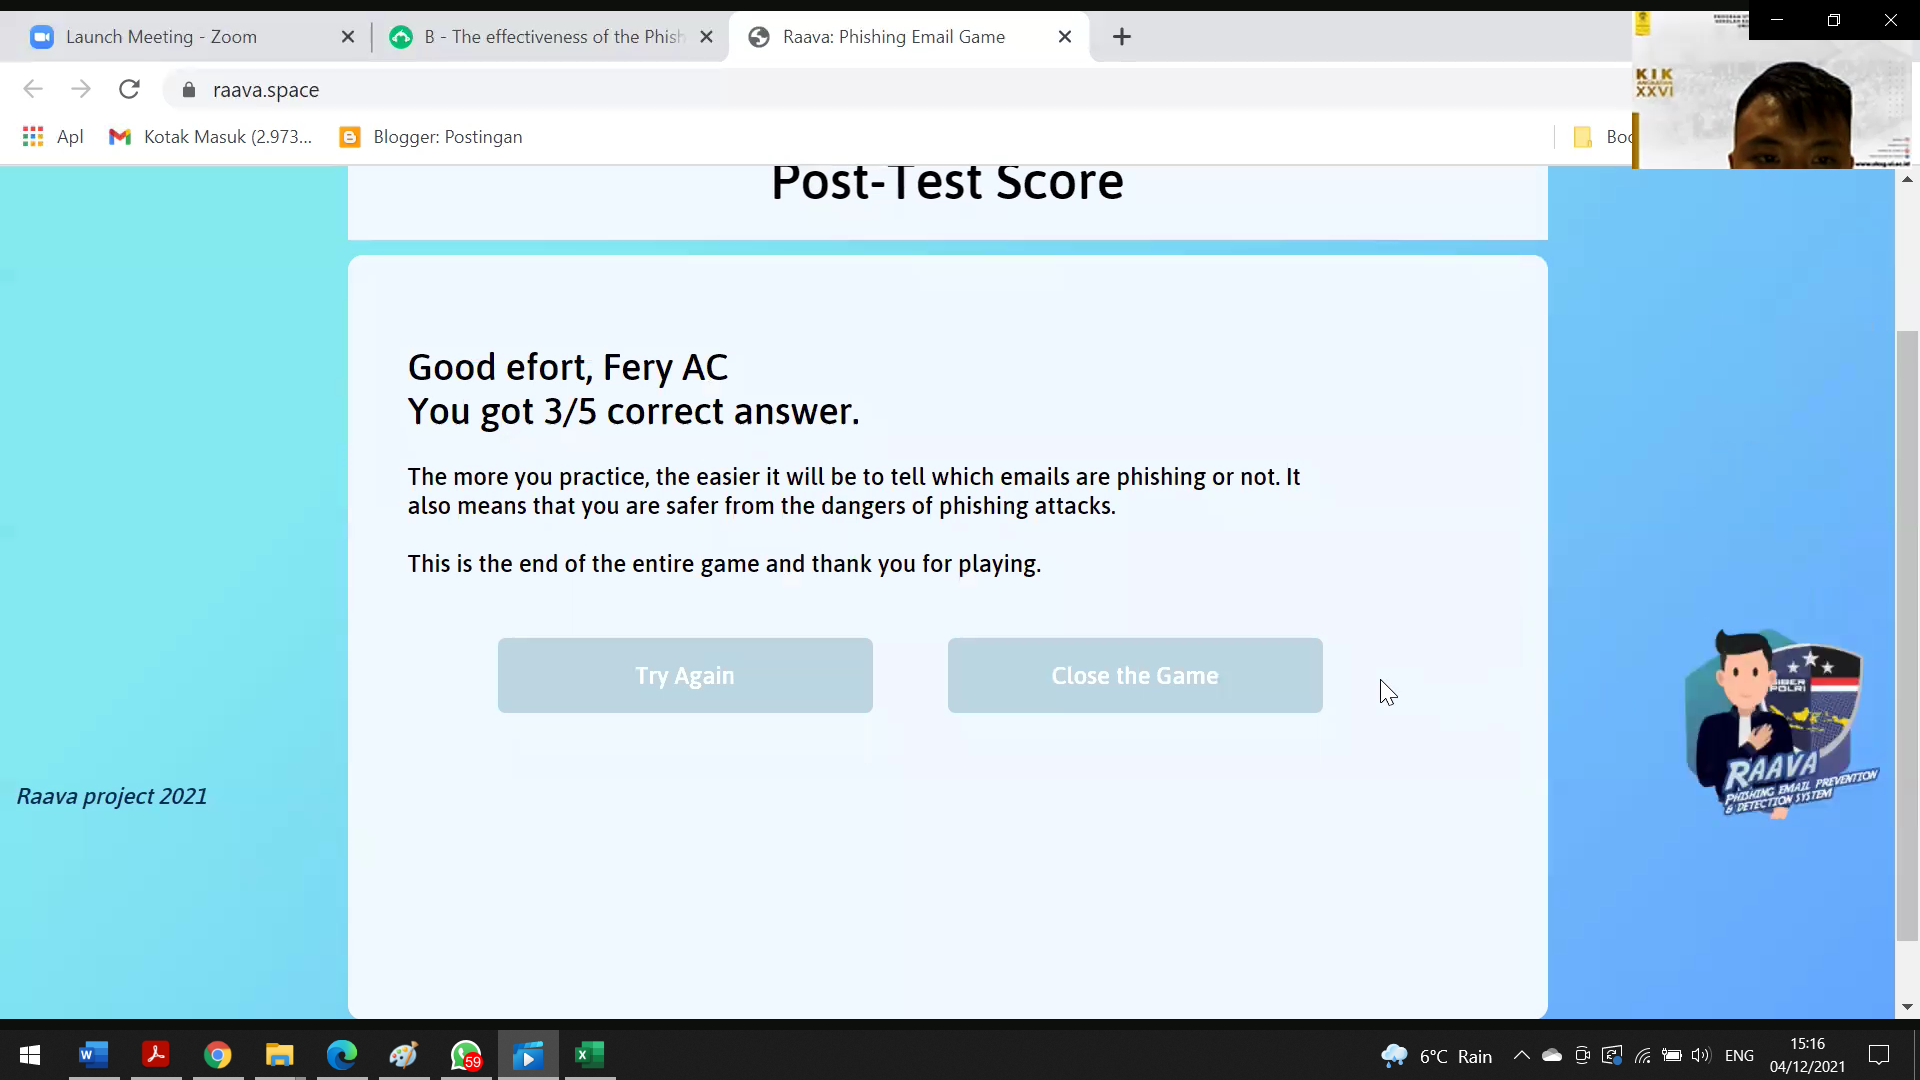 Launch Meeting - Zoom
B - The effectiveness of the Phish
Raava: Phishing Email Game
raava.space
Apl
Kotak Masuk (2.973...
Blogger: Postingan
Boo
KIK
ANGKATAN
XXVI
Post-Test Score
Good efort, Fery AC
You got 3/5 correct answer.
The more you practice, the easier it will be to tell which emails are phishing or not. It
also means that you are safer from the dangers of phishing attacks.
This is the end of the entire game and thank you for playing.
Try Again
Close the Game
Raava project 2021
SIBER
POLRI
RAAVA
PHISHING EMAIL PREVENTION
& DETECTION SYSTEM
59
6°C Rain
ENG
15:16
04/12/2021